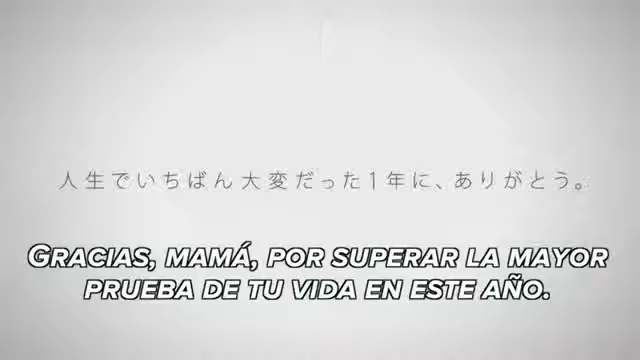 人生でいちばん大変だった1年に、ありがとう。
GRACIAS, MAMÁ, POR SUPERAR LA MAYOR
PRUEBA DE TU VIDA EN ESTE AÑO.